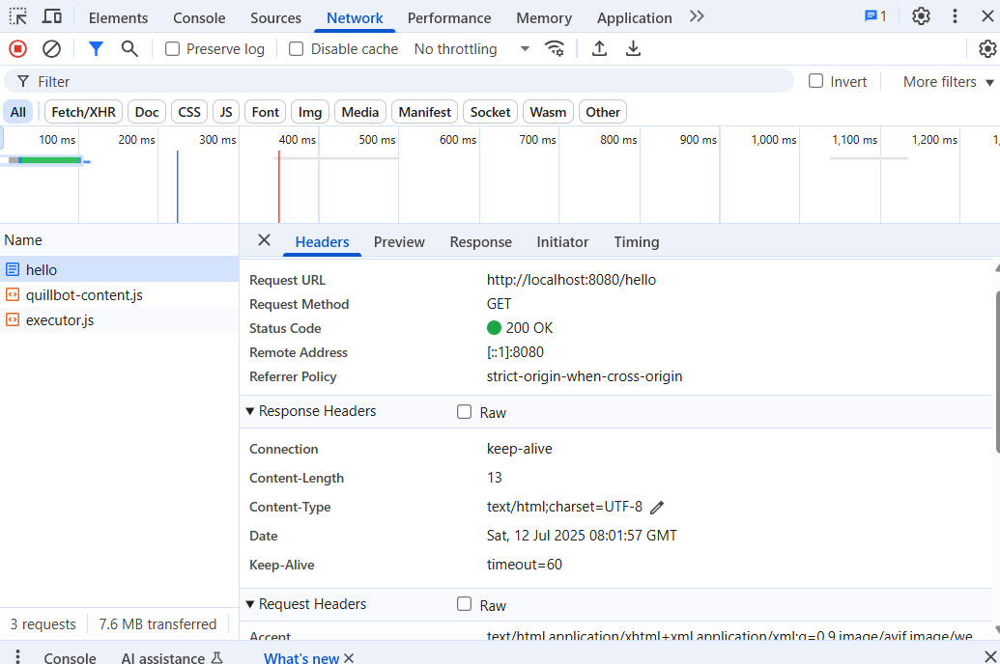 Elements Console Sources Network Performance Memory Application 1
Preserve log Disable cache No throttling
Filter Invert More filters
All Fetch/XHR Doc CSS JS Font Img Media Manifest Socket Wasm Other
100 ms 200 ms 300 ms 400 ms 500 ms 600 ms 700 ms 800 ms 900 ms 1,000 ms 1,100 ms 1,200 ms 1,
Name
hello
quillbot-content.js
executor.js
Headers Preview Response Initiator Timing
Request URL http://localhost:8080/hello
Request Method GET
Status Code 200 OK
Remote Address [::1]:8080
Referrer Policy strict-origin-when-cross-origin
Response Headers Raw
Connection keep-alive
Content-Length 13
Content-Type text/html;charset=UTF-8
Date Sat, 12 Jul 2025 08:01:57 GMT
Keep-Alive timeout=60
Request Headers Raw
Accept text/html,application/xhtml+xml,application/xml;q=0.9,image/avif,image/we
3 requests 7.6 MB transferred
Console AI assistance What's new